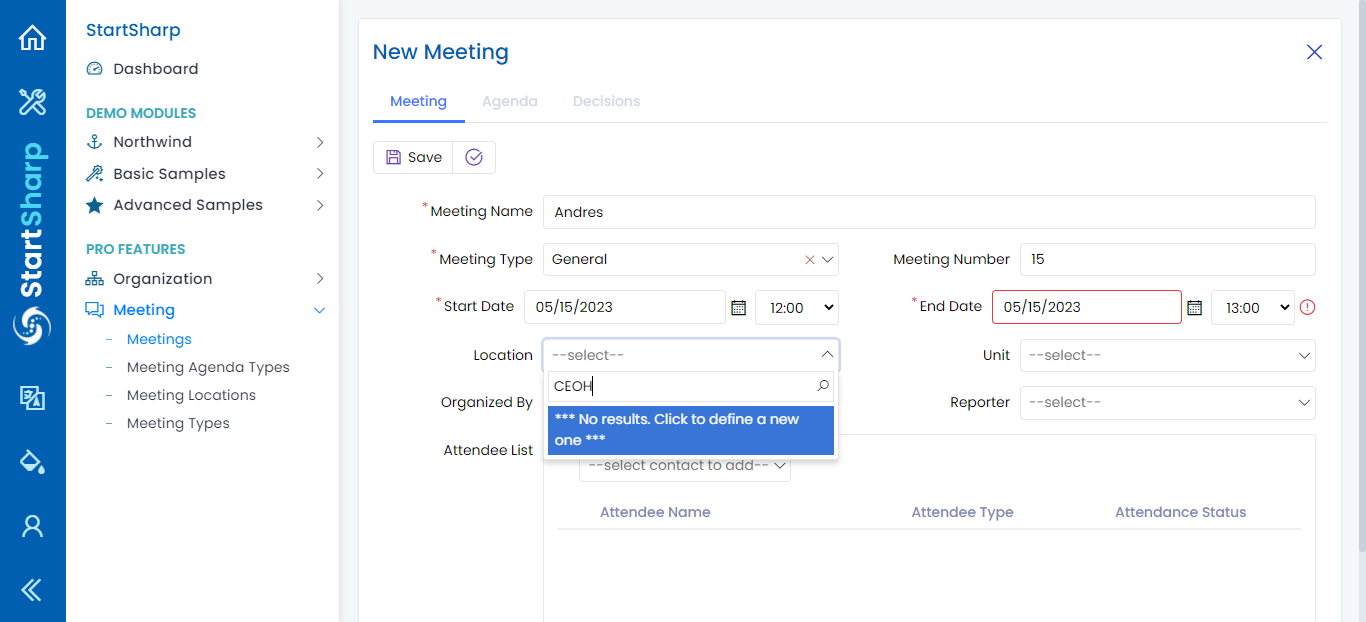 StartSharp
StartSharp
Dashboard
DEMO MODULES
Northwind
Basic Samples
Advanced Samples
PRO FEATURES
Organization
Meeting
Meetings
Meeting Agenda Types
Meeting Locations
Meeting Types
New Meeting
Meeting Agenda Decisions
Save
*Meeting Name Andres
*Meeting Type General Meeting Number 15
*Start Date 05/15/2023 12:00 *End Date 05/15/2023 13:00
Location --select-- Unit --select--
CEOH
Organized By Reporter --select--
*** No results. Click to define a new
one ***
Attendee List
--select contact to add--
Attendee Name Attendee Type Attendance Status